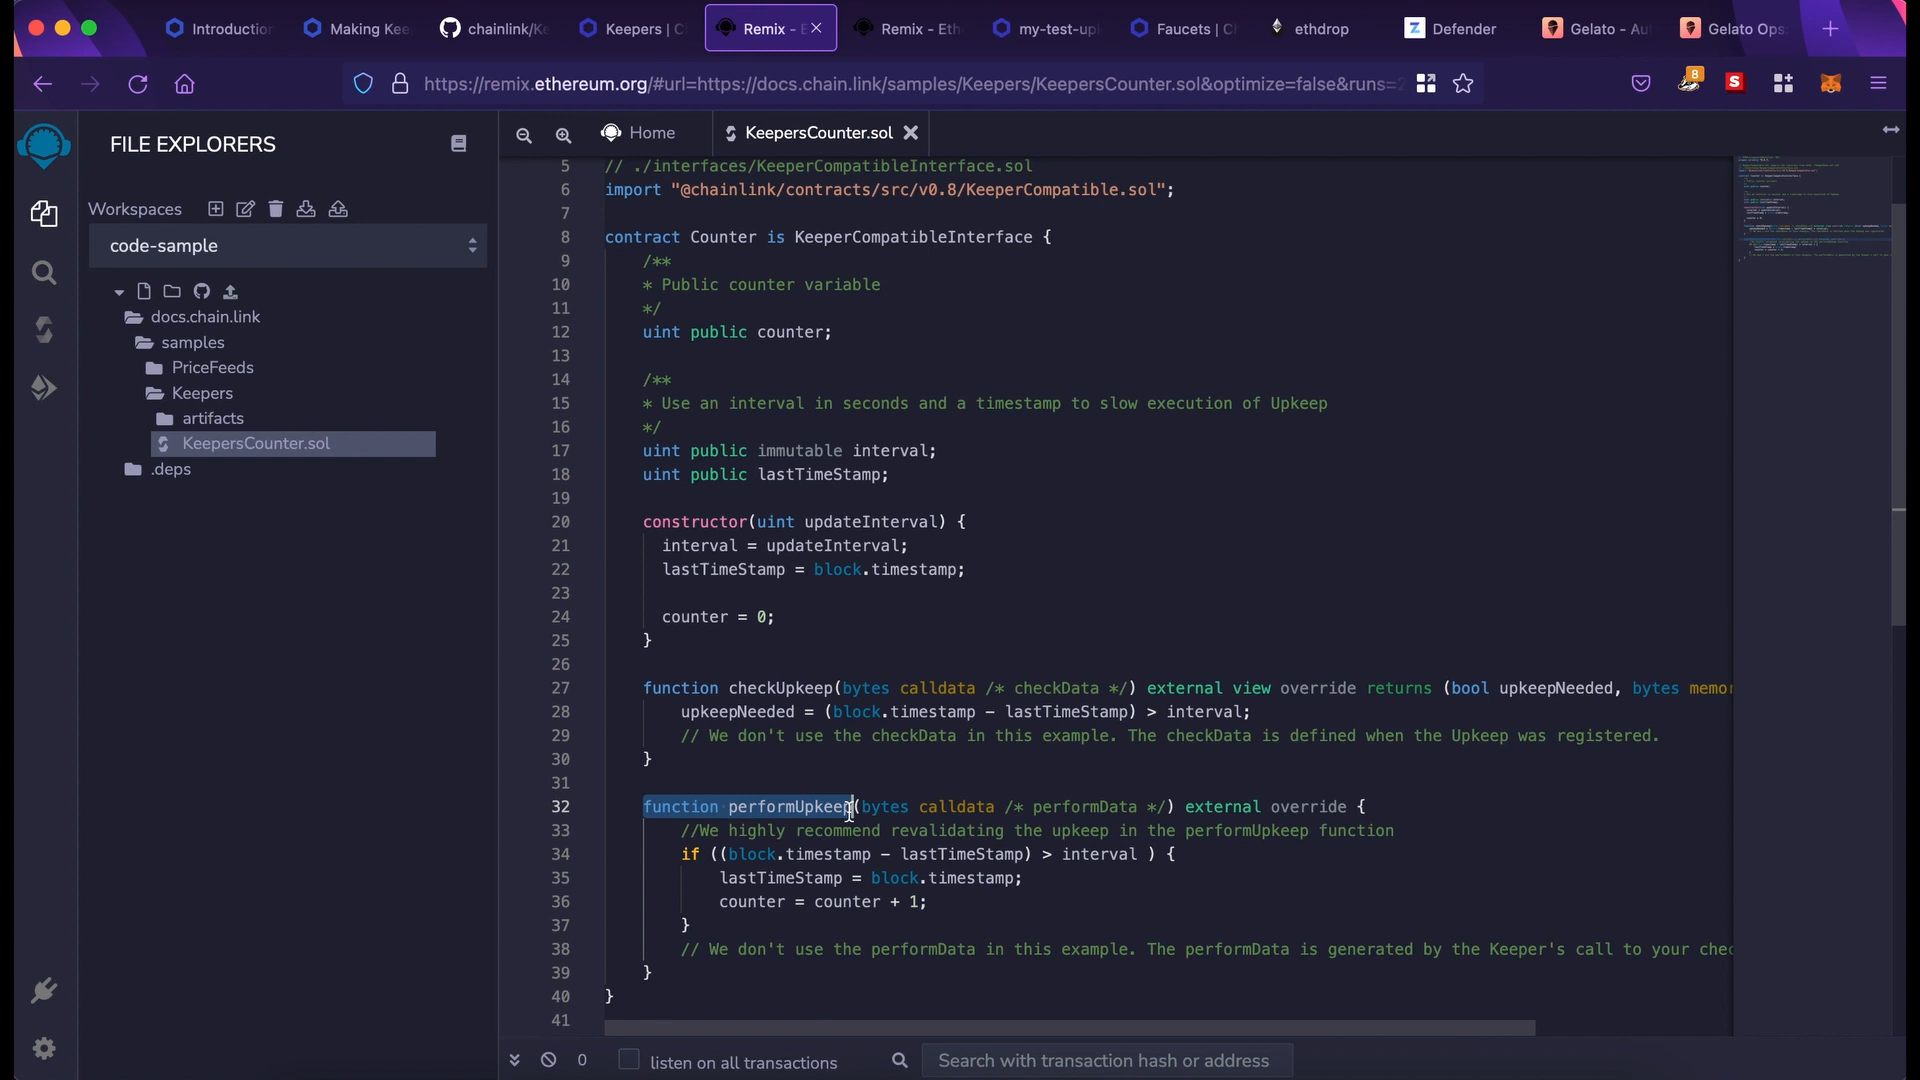 Introduction
Making Kee
chainlink/Ke
Keepers | C
Remix - E
Remix - Eth
my-test-up
Faucets | C
ethdrop
Defender
Gelato - Au
Gelato Ops
https://remix.ethereum.org/#url=https://docs.chain.link/samples/Keepers/KeepersCounter.sol&optimize=false&runs=2
8
S
FILE EXPLORERS
Home
KeepersCounter.sol
Workspaces
code-sample
docs.chain.link
samples
PriceFeeds
Keepers
artifacts
KeepersCounter.sol
.deps
5 // ./interfaces/KeeperCompatibleInterface.sol
6 import "@chainlink/contracts/src/v0.8/KeeperCompatible.sol";
7
8 contract Counter is KeeperCompatibleInterface {
9 /**
10 * Public counter variable
11 */
12 uint public counter;
13
14 /**
15 * Use an interval in seconds and a timestamp to slow execution of Upkeep
16 */
17 uint public immutable interval;
18 uint public lastTimeStamp;
19
20 constructor(uint updateInterval) {
21 interval = updateInterval;
22 lastTimeStamp = block.timestamp;
23
24 counter = 0;
25 }
26
27 function checkUpkeep(bytes calldata /* checkData */) external view override returns (bool upkeepNeeded, bytes memor
28 upkeepNeeded = (block.timestamp - lastTimeStamp) > interval;
29 // We don't use the checkData in this example. The checkData is defined when the Upkeep was registered.
30 }
31
32 function performUpkeep(bytes calldata /* performData */) external override {
33 //We highly recommend revalidating the upkeep in the performUpkeep function
34 if ((block.timestamp - lastTimeStamp) > interval ) {
35 lastTimeStamp = block.timestamp;
36 counter = counter + 1;
37 }
38 // We don't use the performData in this example. The performData is generated by the Keeper's call to your chec
39 }
40 }
41
0
listen on all transactions
Search with transaction hash or address